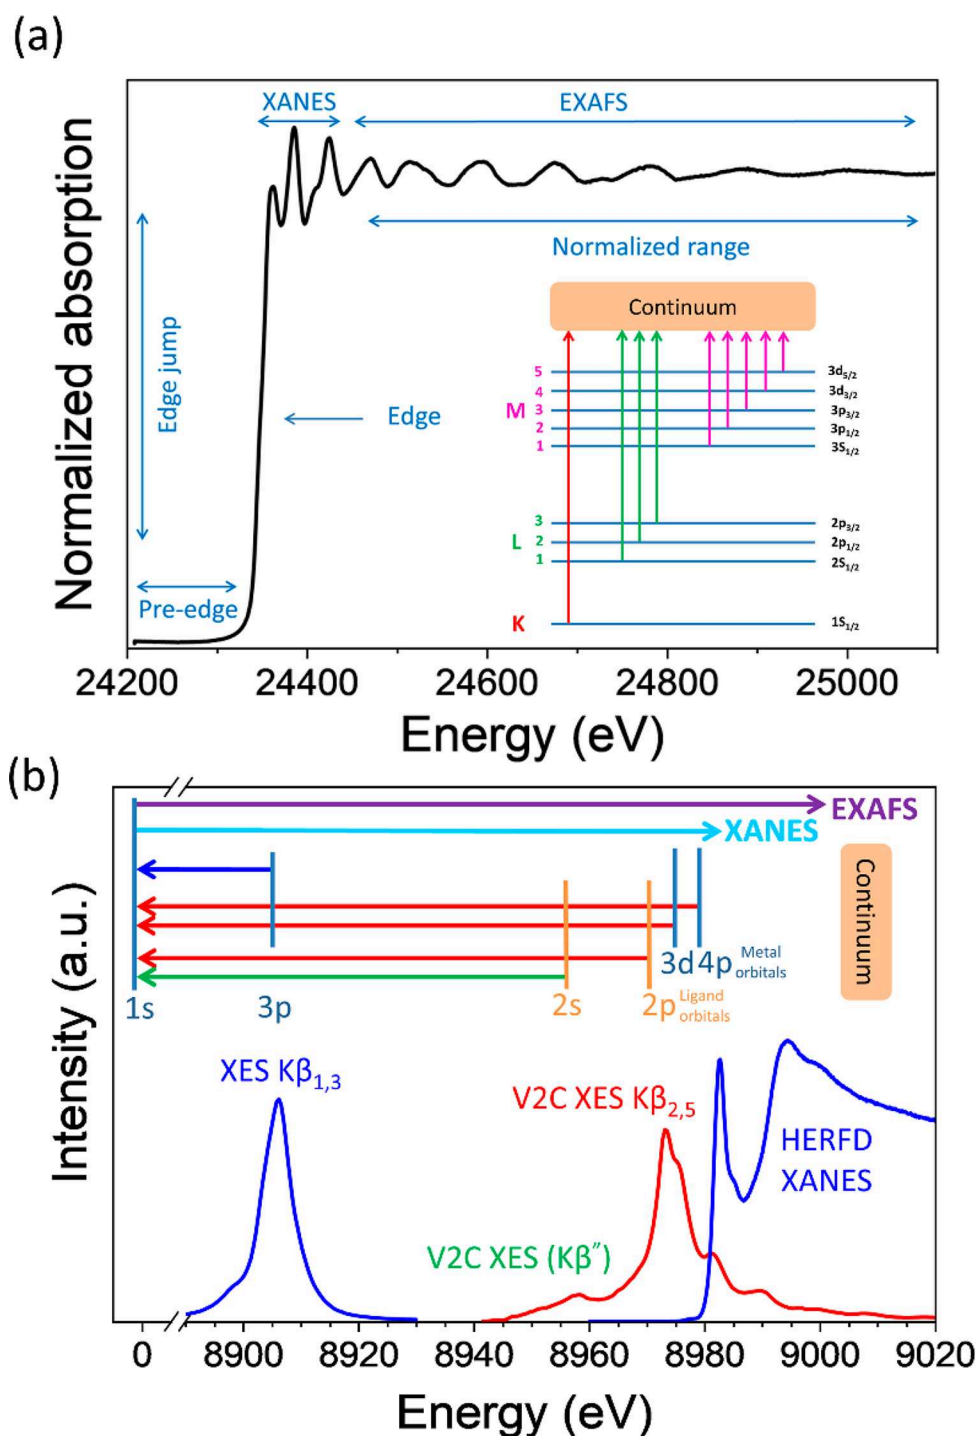 (a)
XANES
EXAFS
Normalized absorption
Edge jump
Normalized range
Continuum
Edge
Pre-edge
5
3d5/2
4
3d3/2
M 3
3p3/2
2
3p1/2
1
3S1/2
3
2p3/2
L 2
2p1/2
1
2S1/2
K
1S1/2
24200 24400 24600 24800 25000
Energy (eV)
(b)
EXAFS
XANES
Continuum
3d 4p Metal orbitals
1s 3p 2s 2p Ligand orbitals
XES Kβ1,3
V2C XES Kβ2,5
HERFD
XANES
V2C XES (Kβ″)
Intensity (a.u.)
0 8900 8920 8940 8960 8980 9000 9020
Energy (eV)